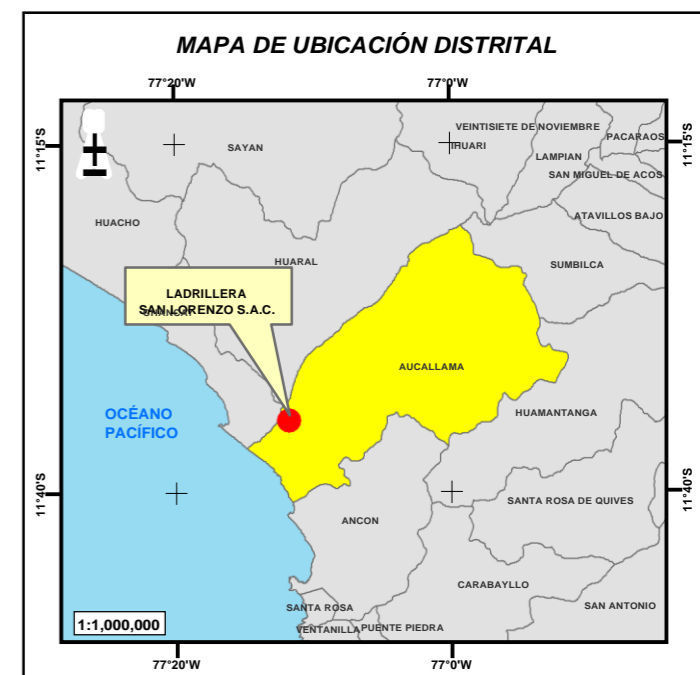 MAPA DE UBICACIÓN DISTRITAL
77°20'W
77°0'W
11°15'S
11°15'S
VEINTISIETE DE NOVIEMBRE
PACARAOS
IHUARI
SAYAN
LAMPIAN
SAN MIGUEL DE ACOS
ATAVILLOS BAJO
HUACHO
HUARAL
SUMBILCA
LADRILLERA
SAN LORENZO S.A.C.
CHANCAY
AUCALLAMA
OCÉANO
PACÍFICO
HUAMANTANGA
11°40'S
11°40'S
SANTA ROSA DE QUIVES
ANCON
CARABAYLLO
SANTA ROSA
SAN ANTONIO
1:1,000,000
VENTANILLA
PUENTE PIEDRA
77°20'W
77°0'W